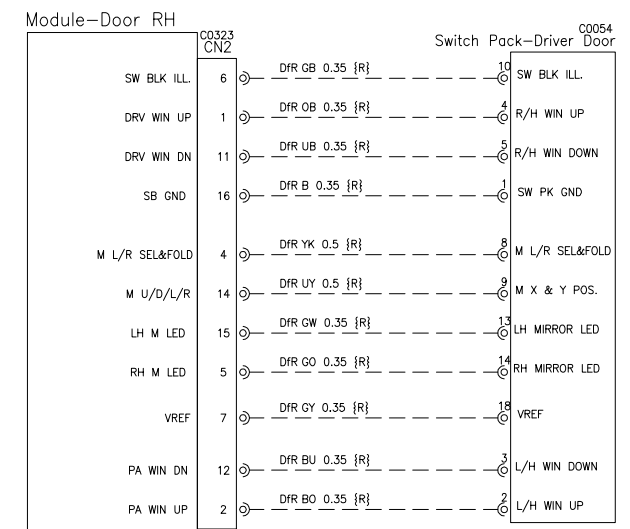 Module-Door RH
C0323
CN2
C0054
Switch Pack-Driver Door
SW BLK ILL. 6 DfR GB 0.35 {R} 10 SW BLK ILL.
DRV WIN UP 1 DfR OB 0.35 {R} 4 R/H WIN UP
DRV WIN DN 11 DfR UB 0.35 {R} 5 R/H WIN DOWN
SB GND 16 DfR B 0.35 {R} 1 SW PK GND
M L/R SEL&FOLD 4 DfR YK 0.5 {R} 8 M L/R SEL&FOLD
M U/D/L/R 14 DfR UY 0.5 {R} 9 M X & Y POS.
LH M LED 15 DfR GW 0.35 {R} 13 LH MIRROR LED
RH M LED 5 DfR GO 0.35 {R} 14 RH MIRROR LED
VREF 7 DfR GY 0.35 {R} 18 VREF
PA WIN DN 12 DfR BU 0.35 {R} 3 L/H WIN DOWN
PA WIN UP 2 DfR BO 0.35 {R} 2 L/H WIN UP